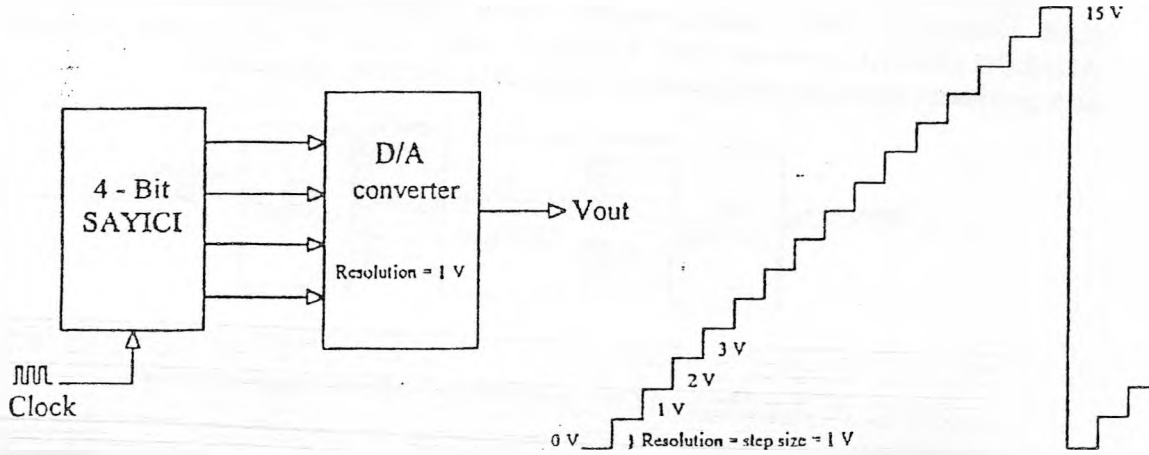 4 - Bit
SAYICI
D/A
converter
Resolution = 1 V
Vout
Clock
15 V
3 V
2 V
1 V
0 V
} Resolution = step size = 1 V